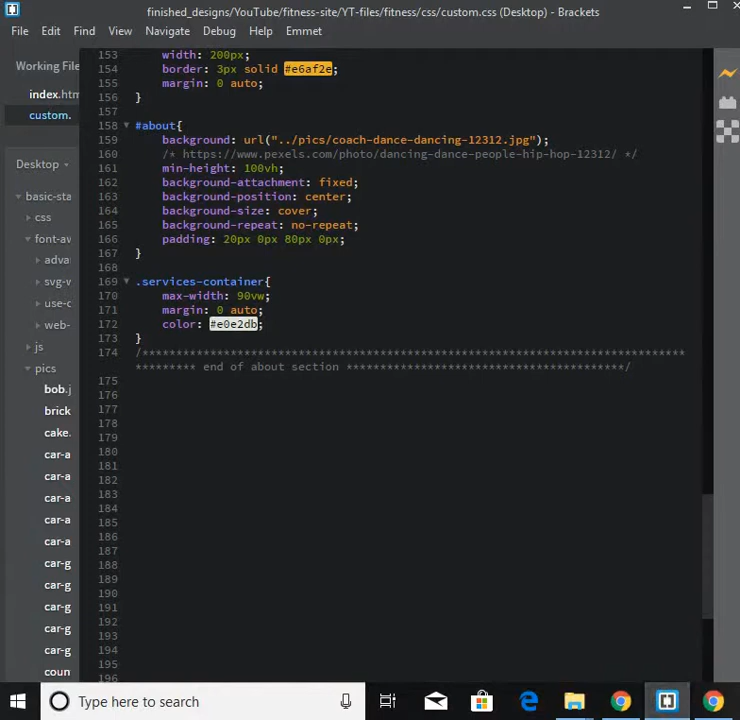 finished_designs/YouTube/fitness-site/YT-files/fitness/css/custom.css (Desktop) - Brackets
File Edit Find View Navigate Debug Help Emmet
Working File
index.htm
custom.
Desktop
basic-sta
css
font-av
adva
svg-v
use-c
web-
js
pics
bob.j
brick
cake.
car-a
car-a
car-a
car-a
car-a
car-g
car-g
car-g
car-g
car-g
coun
153 width: 200px;
154 border: 3px solid #e6af2e;
155 margin: 0 auto;
156 }
157
158 #about{
159 background: url("../pics/coach-dance-dancing-12312.jpg");
160 /* https://www.pexels.com/photo/dancing-dance-people-hip-hop-12312/ */
161 min-height: 100vh;
162 background-attachment: fixed;
163 background-position: center;
164 background-size: cover;
165 background-repeat: no-repeat;
166 padding: 20px 0px 80px 0px;
167 }
168
169 .services-container{
170 max-width: 90vw;
171 margin: 0 auto;
172 color: #e0e2db;
173 }
174 /********************************************************************************
********* end of about section *****************************************/
175
176
177
178
179
180
181
182
183
184
185
186
187
188
189
190
191
192
193
194
195
196
Type here to search